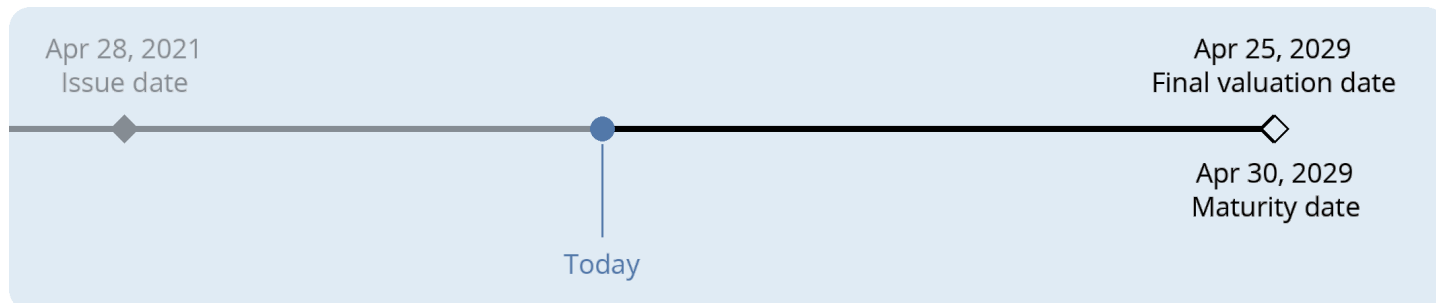 Apr 28, 2021
Issue date
Apr 25, 2029
Final valuation date
Apr 30, 2029
Maturity date
Today